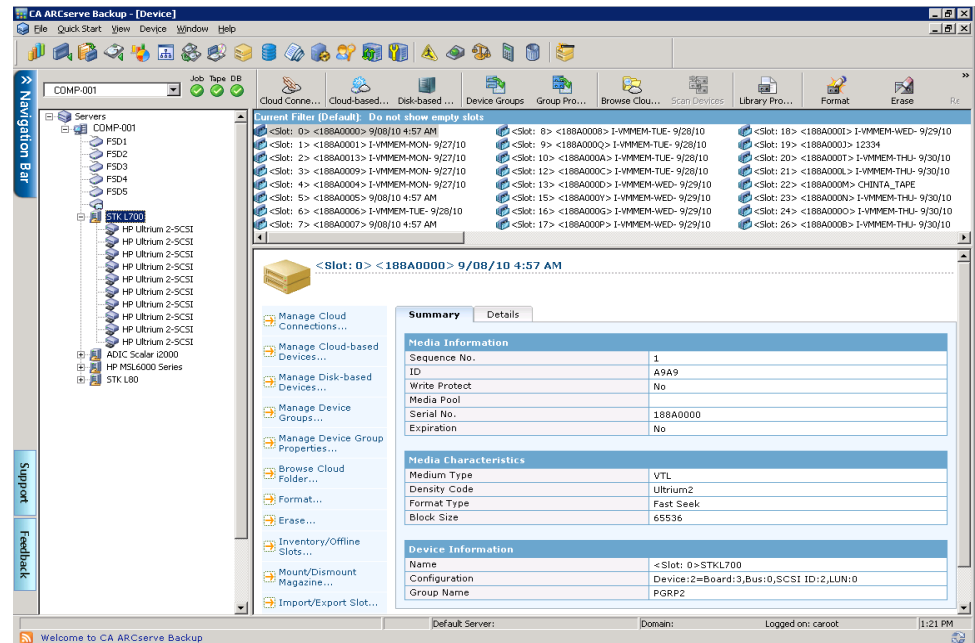 CA ARCserve Backup - [Device]
File Quick Start View Device Window Help
Navigation Bar
Support
Feedback
COMP-001
Job Tape DB
Cloud Conne... Cloud-based... Disk-based ... Device Groups Group Pro... Browse Clou... Scan Devices Library Pro... Format Erase Re
Servers
COMP-001
FSD1
FSD2
FSD3
FSD4
FSD5
STK L700
HP Ultrium 2-SCSI
HP Ultrium 2-SCSI
HP Ultrium 2-SCSI
HP Ultrium 2-SCSI
HP Ultrium 2-SCSI
HP Ultrium 2-SCSI
HP Ultrium 2-SCSI
HP Ultrium 2-SCSI
HP Ultrium 2-SCSI
HP Ultrium 2-SCSI
ADIC Scalar i2000
HP MSL6000 Series
STK L80
Current Filter (Default): Do not show empty slots
<Slot: 0> <188A0000> 9/08/10 4:57 AM
<Slot: 1> <188A0001> I-VMMEM-MON- 9/27/10
<Slot: 2> <188A0013> I-VMMEM-MON- 9/27/10
<Slot: 3> <188A0009> I-VMMEM-MON- 9/27/10
<Slot: 4> <188A0004> I-VMMEM-MON- 9/27/10
<Slot: 5> <188A0005> 9/08/10 4:57 AM
<Slot: 6> <188A0006> I-VMMEM-TUE- 9/28/10
<Slot: 7> <188A0007> 9/08/10 4:57 AM
<Slot: 8> <188A0008> I-VMMEM-TUE- 9/28/10
<Slot: 9> <188A000Q> I-VMMEM-TUE- 9/28/10
<Slot: 10> <188A000A> I-VMMEM-TUE- 9/28/10
<Slot: 12> <188A000C> I-VMMEM-TUE- 9/28/10
<Slot: 13> <188A000D> I-VMMEM-WED- 9/29/10
<Slot: 15> <188A000Y> I-VMMEM-WED- 9/29/10
<Slot: 16> <188A000G> I-VMMEM-WED- 9/29/10
<Slot: 17> <188A000P> I-VMMEM-WED- 9/29/10
<Slot: 18> <188A000I> I-VMMEM-WED- 9/29/10
<Slot: 19> <188A000J> 12334
<Slot: 20> <188A000T> I-VMMEM-THU- 9/30/10
<Slot: 21> <188A000L> I-VMMEM-THU- 9/30/10
<Slot: 22> <188A000M> CHINTA_TAPE
<Slot: 23> <188A000N> I-VMMEM-THU- 9/30/10
<Slot: 24> <188A000O> I-VMMEM-THU- 9/30/10
<Slot: 26> <188A000B> I-VMMEM-THU- 9/30/10
<Slot: 0> <188A0000> 9/08/10 4:57 AM
Manage Cloud
Connections...
Manage Cloud-based
Devices...
Manage Disk-based
Devices...
Manage Device
Groups...
Manage Device Group
Properties...
Browse Cloud
Folder...
Format...
Erase...
Inventory/Offline
Slots...
Mount/Dismount
Magazine...
Import/Export Slot...
Summary Details
Media Information
Sequence No. 1
ID A9A9
Write Protect No
Media Pool
Serial No. 188A0000
Expiration No
Media Characteristics
Medium Type VTL
Density Code Ultrium2
Format Type Fast Seek
Block Size 65536
Device Information
Name <Slot: 0>STKL700
Configuration Device:2=Board:3,Bus:0,SCSI ID:2,LUN:0
Group Name PGRP2
Default Server: Domain: Logged on: caroot 1:21 PM
Welcome to CA ARCserve Backup